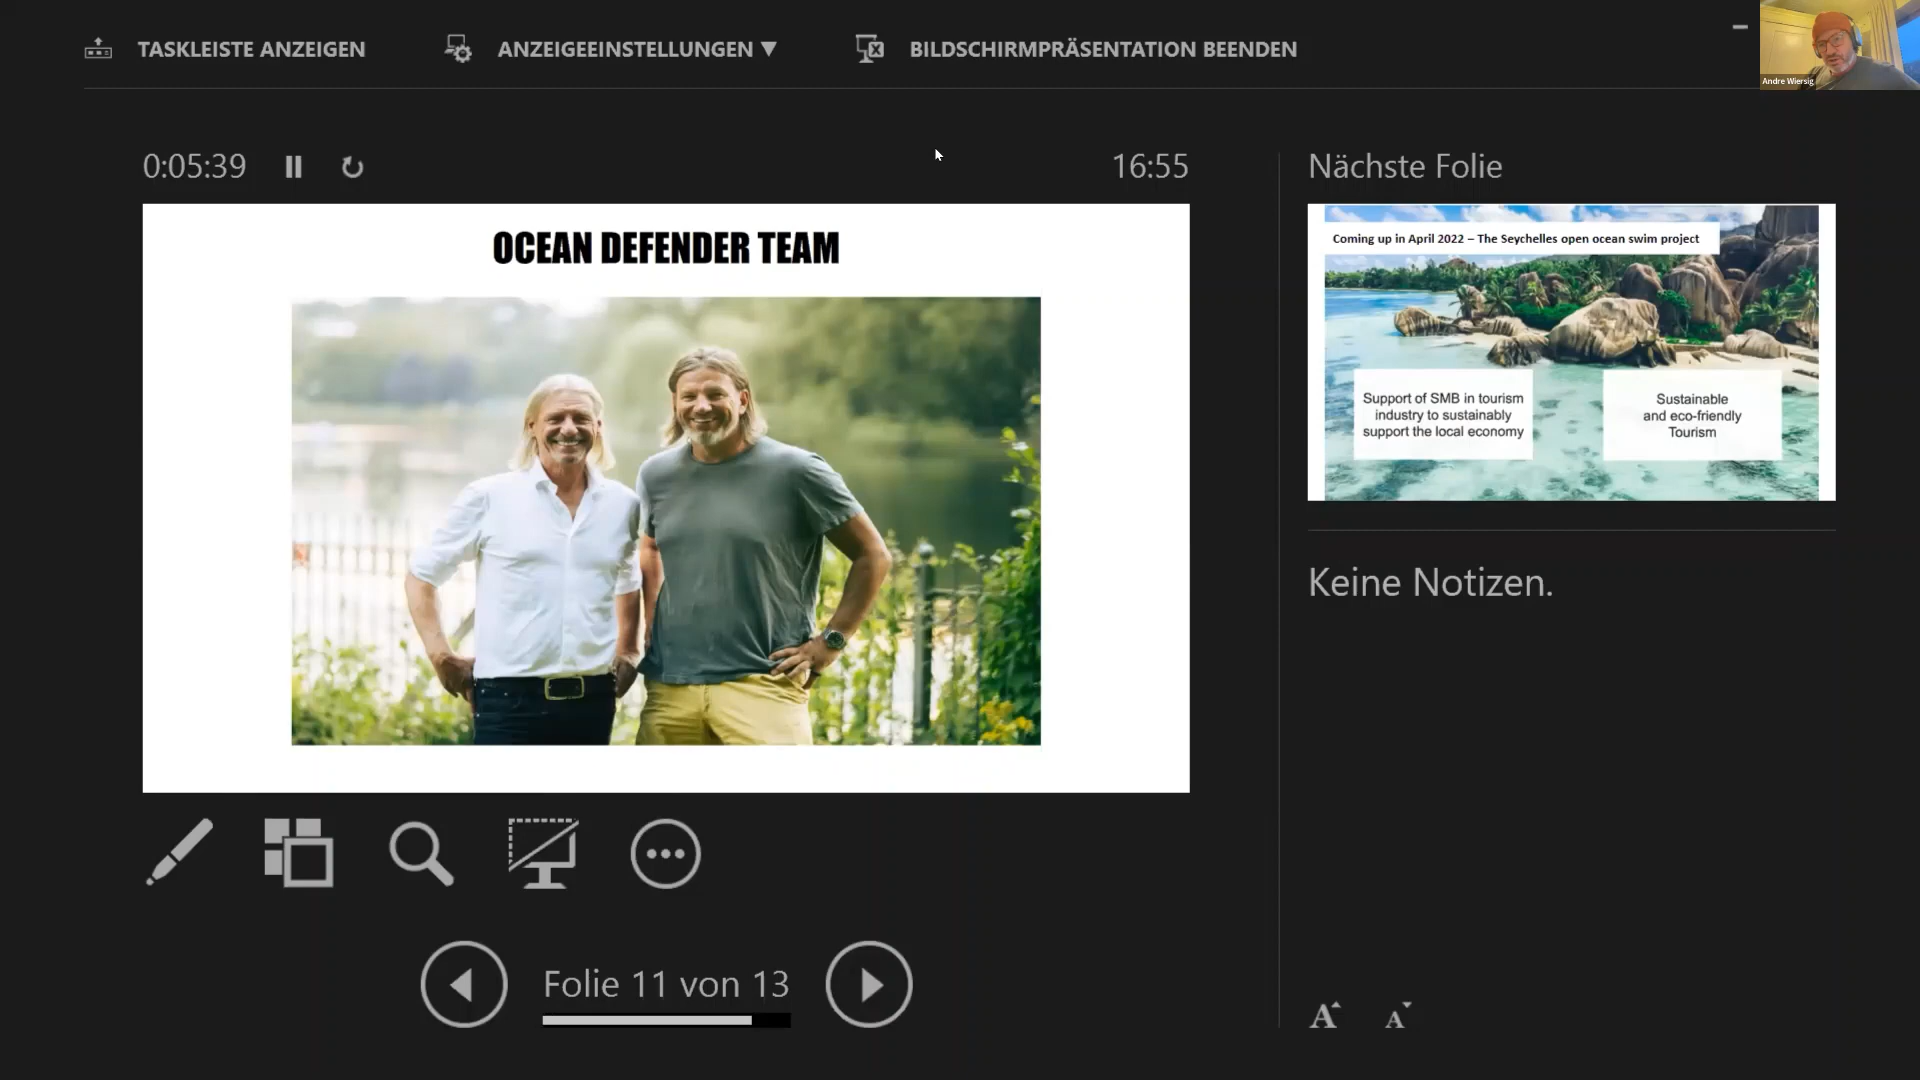 TASKLEISTE ANZEIGEN
ANZEIGEEINSTELLUNGEN ▼
BILDSCHIRMPRÄSENTATION BEENDEN
Andre Wiersig
0:05:39
16:55
Nächste Folie
OCEAN DEFENDER TEAM
Coming up in April 2022 – The Seychelles open ocean swim project
Support of SMB in tourism
industry to sustainably
support the local economy
Sustainable
and eco-friendly
Tourism
Keine Notizen.
Folie 11 von 13
A A